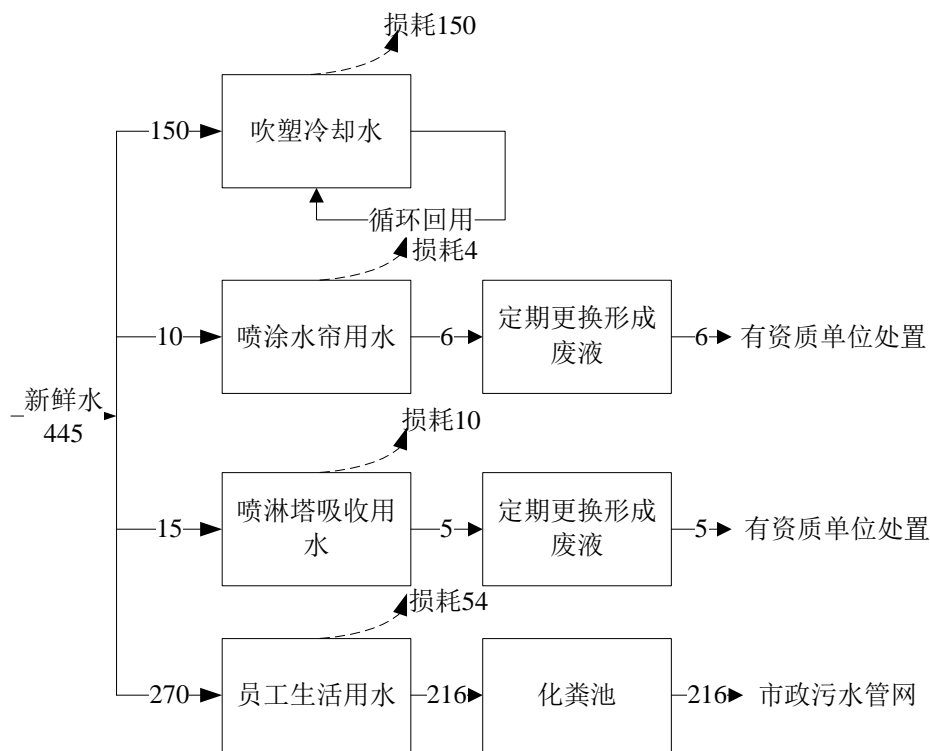 损耗150
150
吹塑冷却水
循环回用
损耗4
10
喷涂水帘用水
6
定期更换形成
废液
6
有资质单位处置
新鲜水
445
损耗10
15
喷淋塔吸收用
水
5
定期更换形成
废液
5
有资质单位处置
损耗54
270
员工生活用水
216
化粪池
216
市政污水管网